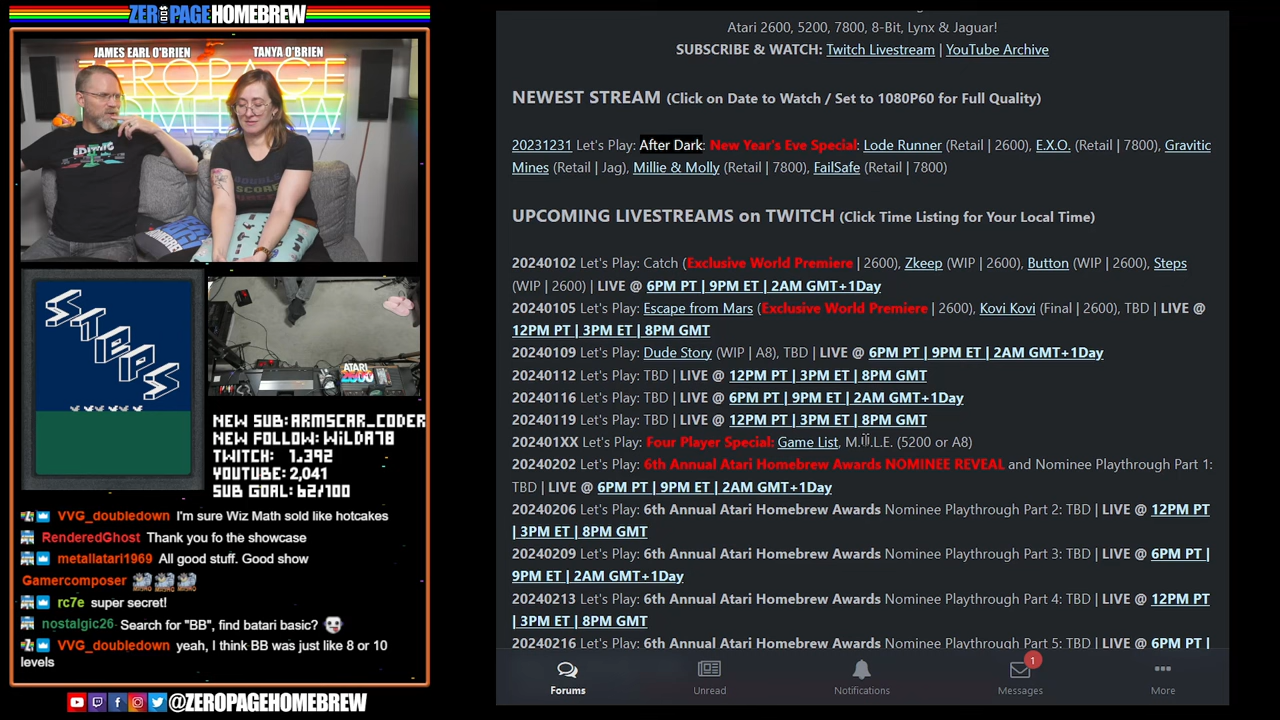 ZERO PAGE HOMEBREW
JAMES EARL O'BRIEN
TANYA O'BRIEN
ZEROPAGE
HOMEBREW
STEPS
ATARI
2600
NEW SUB: ARMSCAR_CODER
NEW FOLLOW: WILDA78
TWITCH: 1,392
YOUTUBE: 2,041
SUB GOAL: 62/100
VVG_doubledown I'm sure Wiz Math sold like hotcakes
RenderedGhost Thank you fo the showcase
metallatari1969 All good stuff. Good show
Gamercomposer
rc7e super secret!
nostalgic26 Search for "BB", find batari basic?
VVG_doubledown yeah, I think BB was just like 8 or 10
levels
@ZEROPAGEHOMEBREW
Atari 2600, 5200, 7800, 8-Bit, Lynx & Jaguar!
SUBSCRIBE & WATCH: Twitch Livestream | YouTube Archive
NEWEST STREAM (Click on Date to Watch / Set to 1080P60 for Full Quality)
20231231 Let's Play: After Dark: New Year's Eve Special: Lode Runner (Retail | 2600), E.X.O. (Retail | 7800), Gravitic
Mines (Retail | Jag), Millie & Molly (Retail | 7800), FailSafe (Retail | 7800)
UPCOMING LIVESTREAMS on TWITCH (Click Time Listing for Your Local Time)
20240102 Let's Play: Catch (Exclusive World Premiere | 2600), Zkeep (WIP | 2600), Button (WIP | 2600), Steps
(WIP | 2600) | LIVE @ 6PM PT | 9PM ET | 2AM GMT+1Day
20240105 Let's Play: Escape from Mars (Exclusive World Premiere | 2600), Kovi Kovi (Final | 2600), TBD | LIVE @
12PM PT | 3PM ET | 8PM GMT
20240109 Let's Play: Dude Story (WIP | A8), TBD | LIVE @ 6PM PT | 9PM ET | 2AM GMT+1Day
20240112 Let's Play: TBD | LIVE @ 12PM PT | 3PM ET | 8PM GMT
20240116 Let's Play: TBD | LIVE @ 6PM PT | 9PM ET | 2AM GMT+1Day
20240119 Let's Play: TBD | LIVE @ 12PM PT | 3PM ET | 8PM GMT
202401XX Let's Play: Four Player Special: Game List, M.U.L.E. (5200 or A8)
20240202 Let's Play: 6th Annual Atari Homebrew Awards NOMINEE REVEAL and Nominee Playthrough Part 1:
TBD | LIVE @ 6PM PT | 9PM ET | 2AM GMT+1Day
20240206 Let's Play: 6th Annual Atari Homebrew Awards Nominee Playthrough Part 2: TBD | LIVE @ 12PM PT
| 3PM ET | 8PM GMT
20240209 Let's Play: 6th Annual Atari Homebrew Awards Nominee Playthrough Part 3: TBD | LIVE @ 6PM PT |
9PM ET | 2AM GMT+1Day
20240213 Let's Play: 6th Annual Atari Homebrew Awards Nominee Playthrough Part 4: TBD | LIVE @ 12PM PT
| 3PM ET | 8PM GMT
20240216 Let's Play: 6th Annual Atari Homebrew Awards Nominee Playthrough Part 5: TBD | LIVE @ 6PM PT |
1
Forums
Unread
Notifications
Messages
More